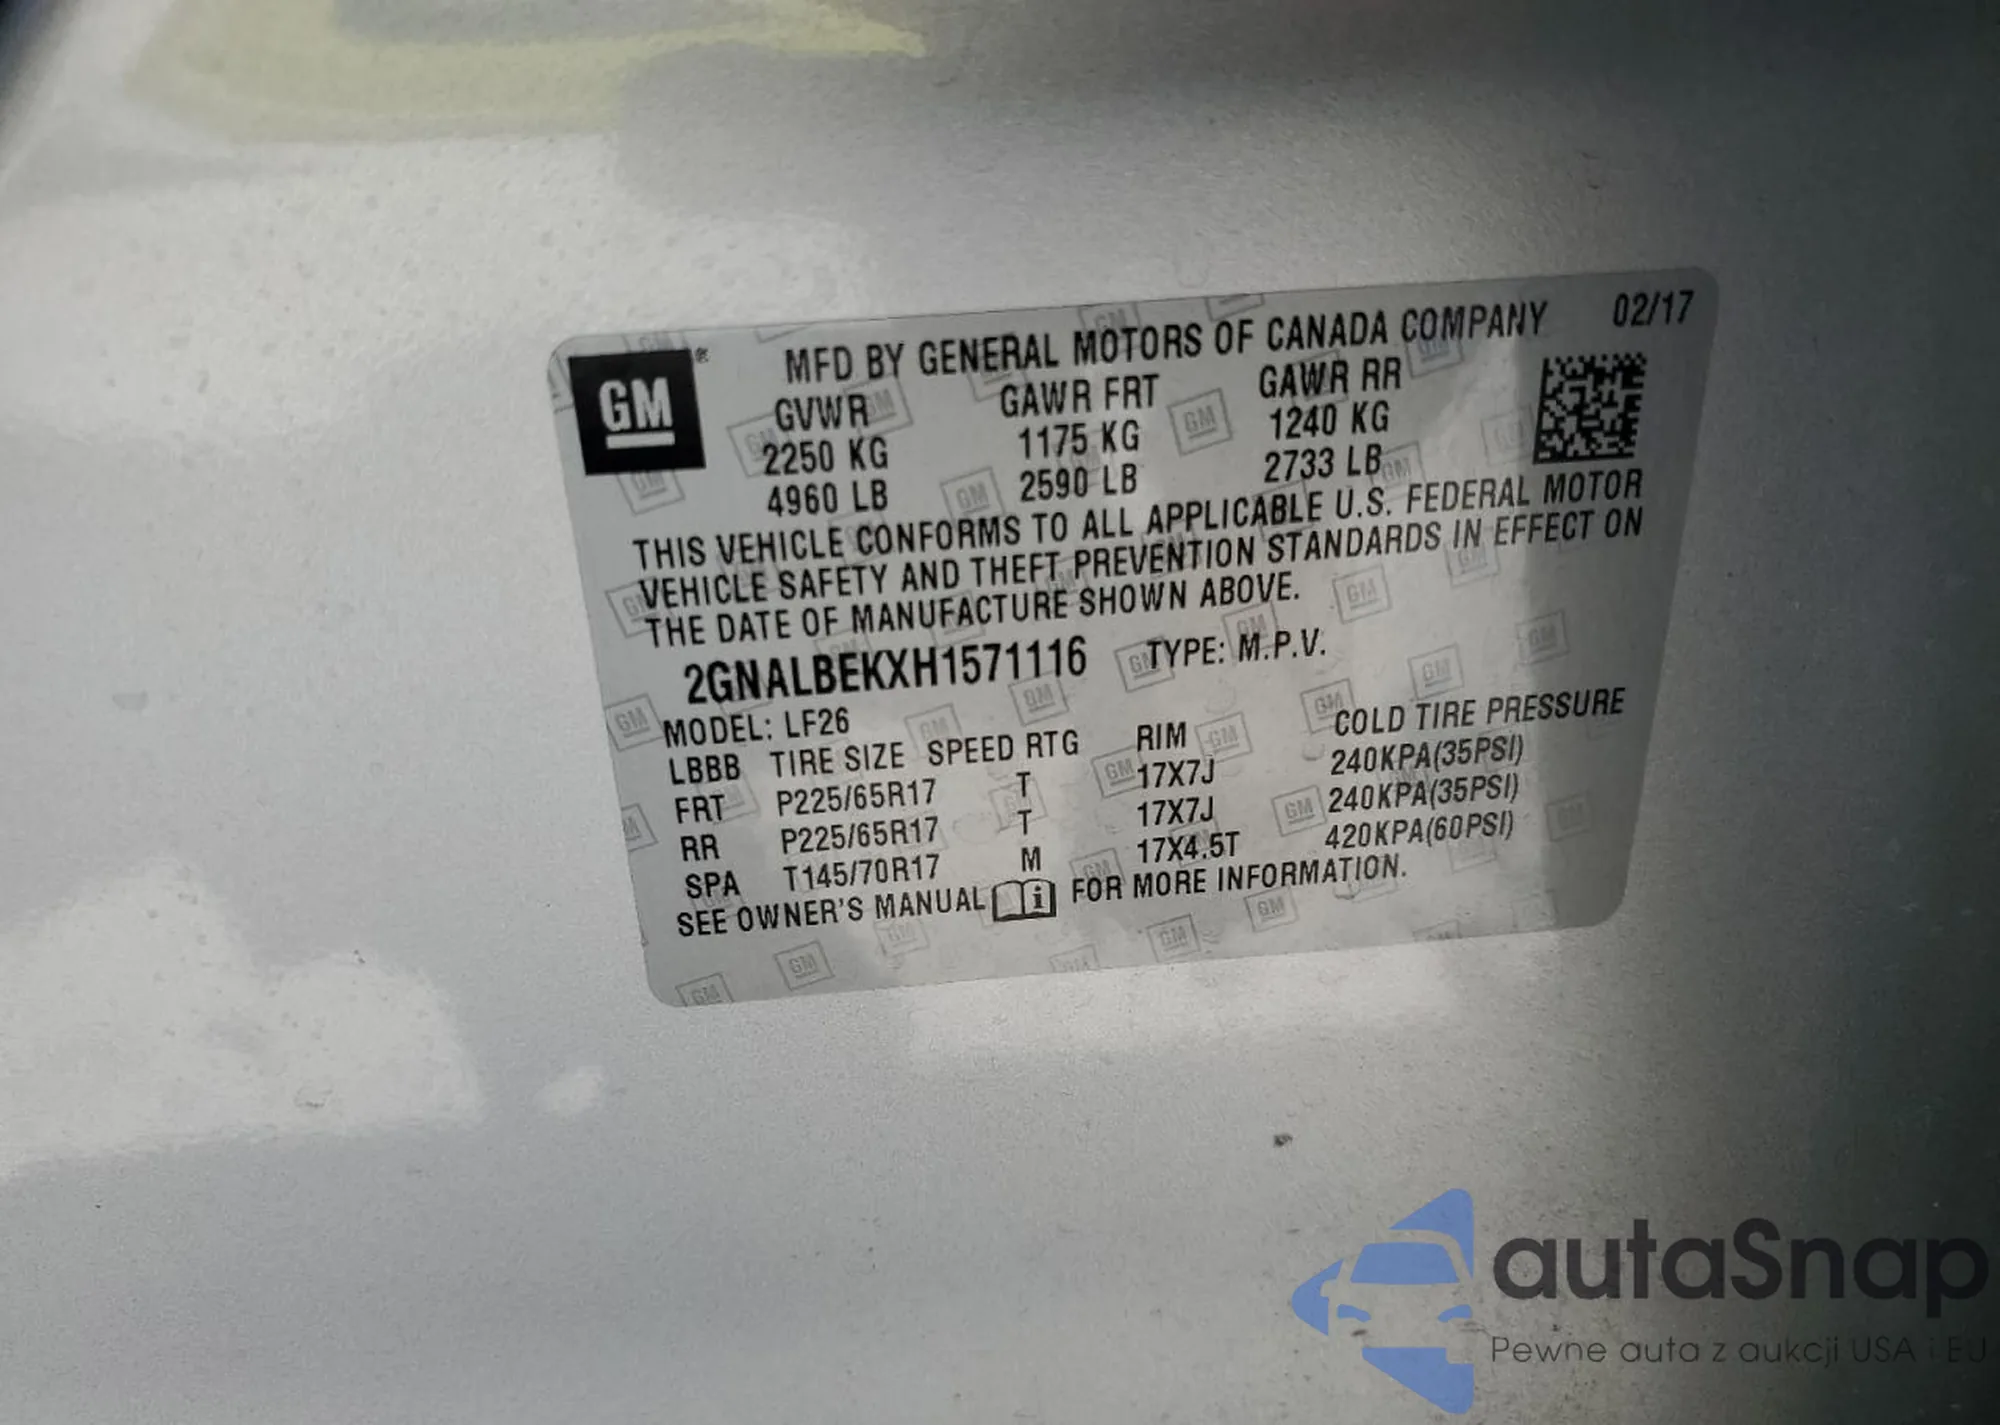 MFD BY GENERAL MOTORS OF CANADA COMPANY 02/17
GM ®
GVWR GAWR FRT GAWR RR
2250 KG 1175 KG 1240 KG
4960 LB 2590 LB 2733 LB
THIS VEHICLE CONFORMS TO ALL APPLICABLE U.S. FEDERAL MOTOR
VEHICLE SAFETY AND THEFT PREVENTION STANDARDS IN EFFECT ON
THE DATE OF MANUFACTURE SHOWN ABOVE.
2GNALBEKXH1571116 TYPE: M.P.V.
MODEL: LF26
LBBB TIRE SIZE SPEED RTG RIM COLD TIRE PRESSURE
FRT P225/65R17 T 17X7J 240KPA(35PSI)
RR P225/65R17 T 17X7J 240KPA(35PSI)
SPA T145/70R17 M 17X4.5T 420KPA(60PSI)
SEE OWNER'S MANUAL i FOR MORE INFORMATION.
autaSnap
Pewne auta z aukcji USA i EU